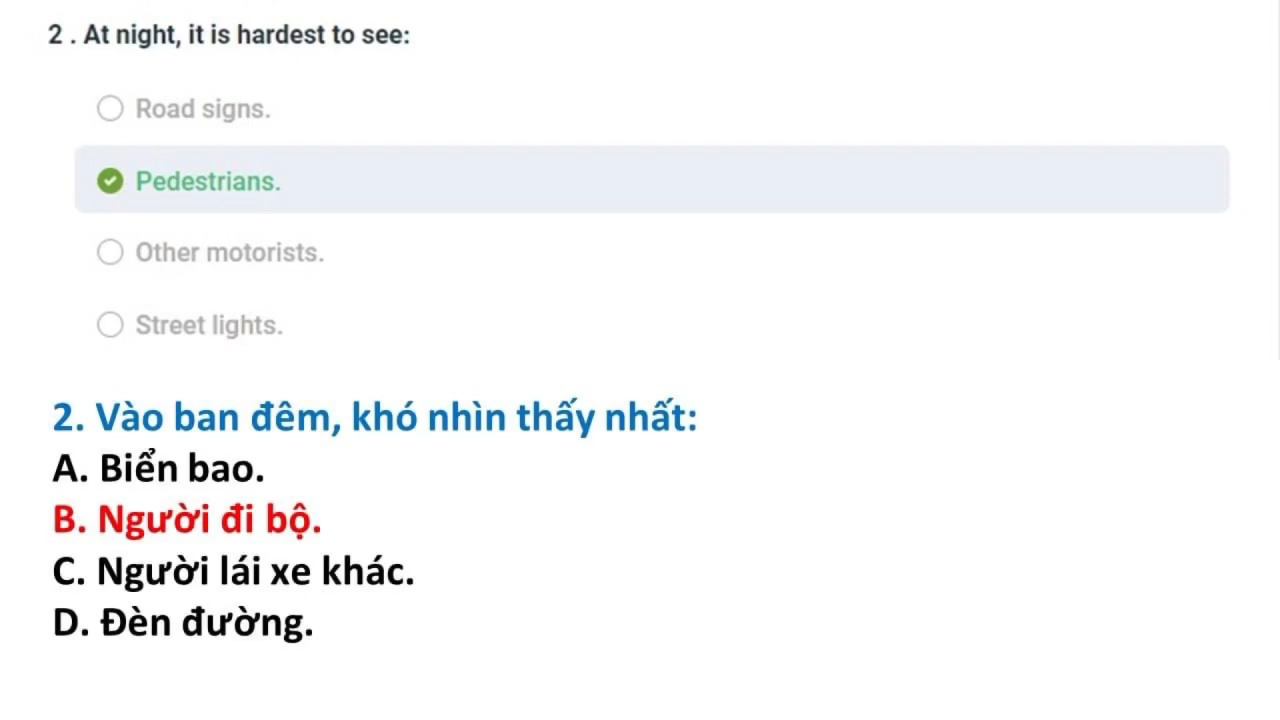 2 . At night, it is hardest to see:
Road signs.
Pedestrians.
Other motorists.
Street lights.
2. Vào ban đêm, khó nhìn thấy nhất:
A. Biển bao.
B. Người đi bộ.
C. Người lái xe khác.
D. Đèn đường.